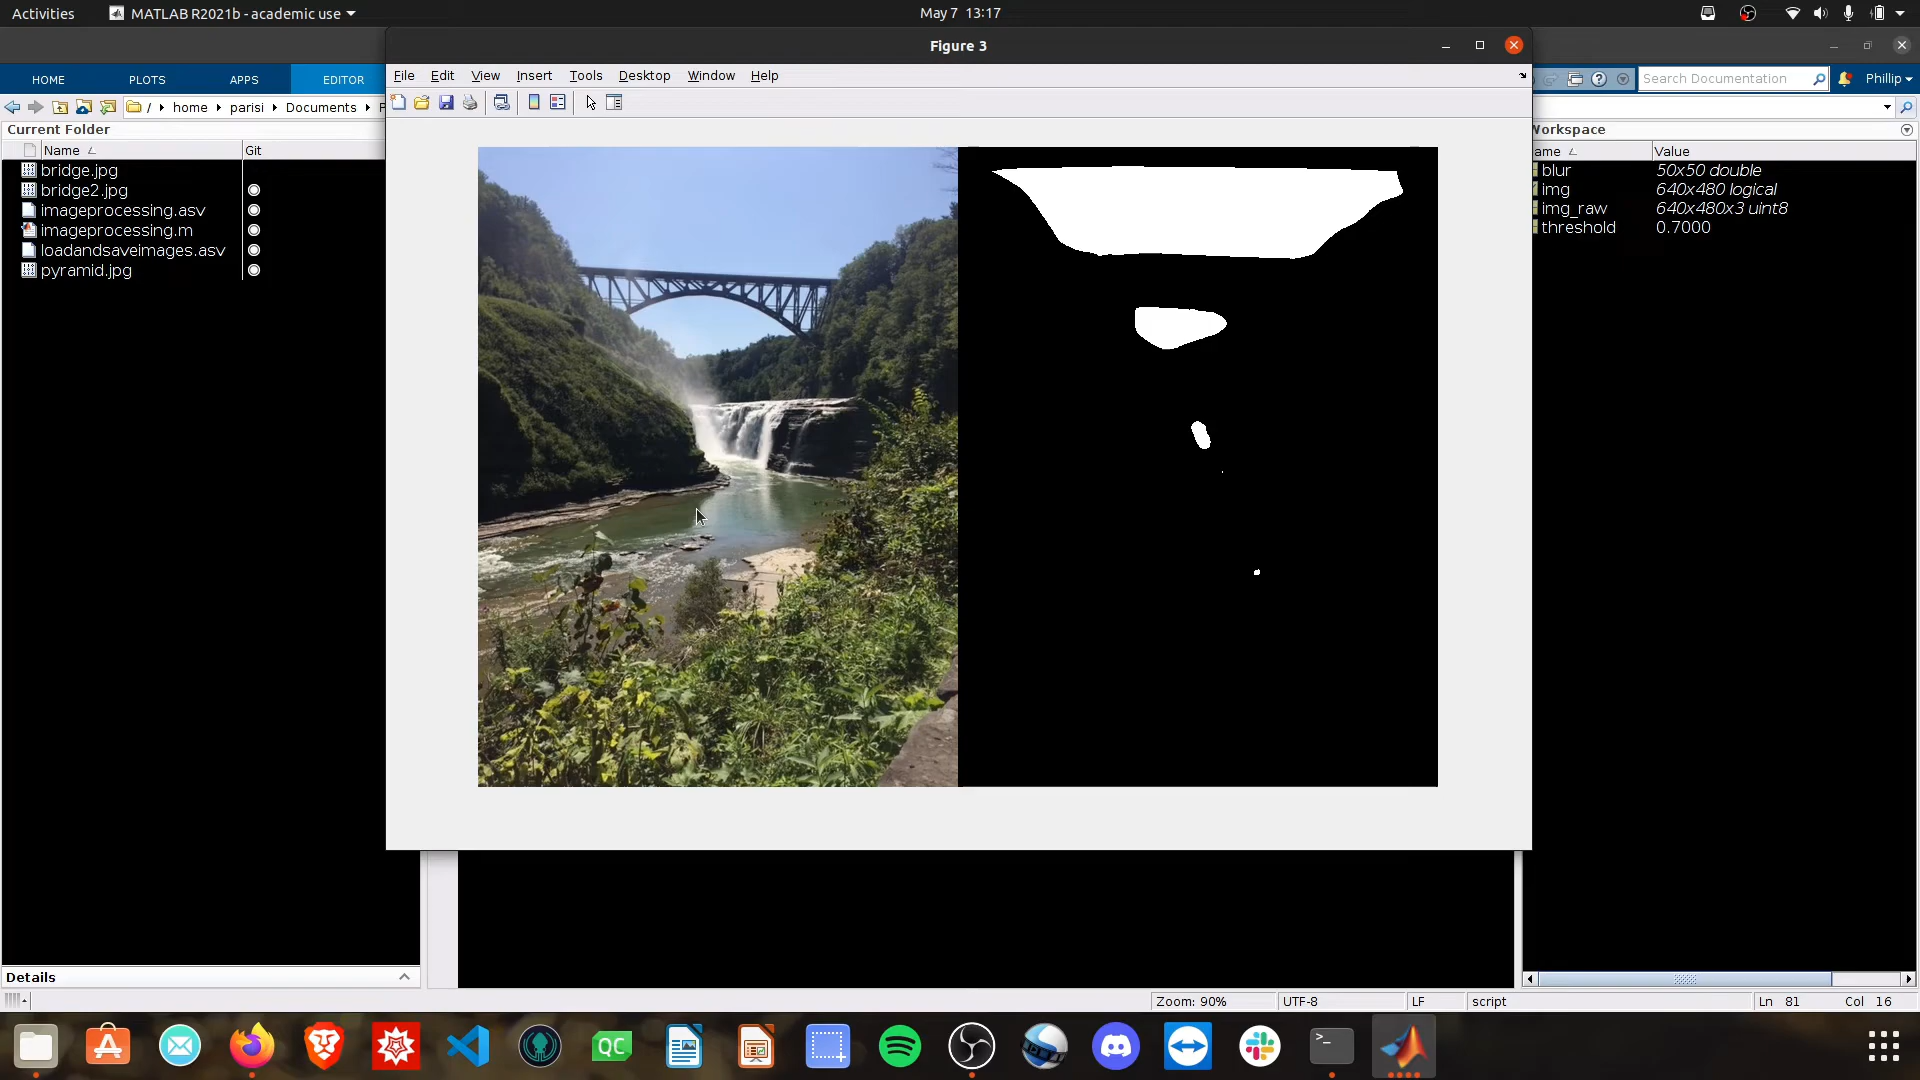 Activities MATLAB R2021b - academic use May 7 13:17
Figure 3
HOME PLOTS APPS EDITOR
File Edit View Insert Tools Desktop Window Help
Search Documentation Phillip
/ home parisi Documents
Current Folder
Workspace
Name Git
Value
bridge.jpg
bridge2.jpg
imageprocessing.asv
imageprocessing.m
loadandsaveimages.asv
pyramid.jpg
blur 50x50 double
img 640x480 logical
img_raw 640x480x3 uint8
threshold 0.7000
Details
Zoom: 90% UTF-8 LF script Ln 81 Col 16
QC
>_